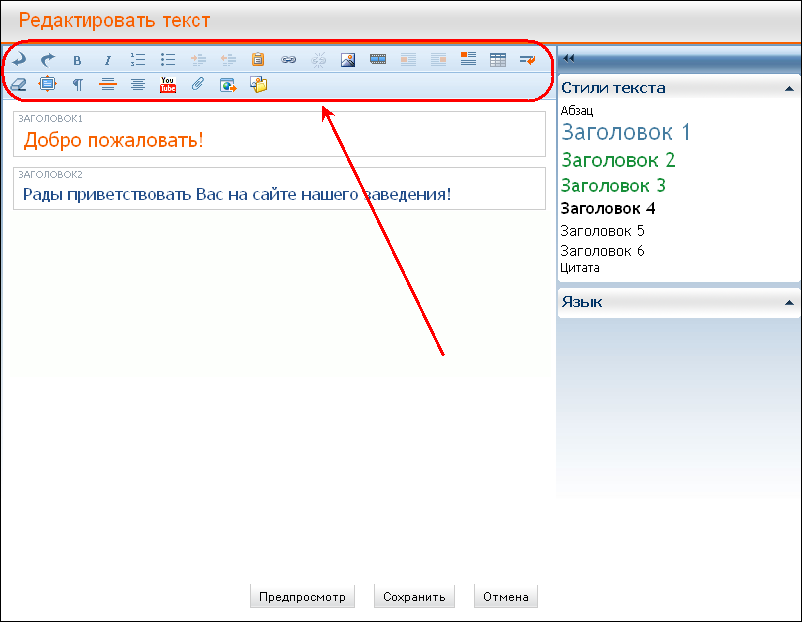 Редактировать текст
B I
¶ You Tube
ЗАГОЛОВОК1
Добро пожаловать!
ЗАГОЛОВОК2
Рады приветствовать Вас на сайте нашего заведения!
Стили текста
Абзац
Заголовок 1
Заголовок 2
Заголовок 3
Заголовок 4
Заголовок 5
Заголовок 6
Цитата
Язык
Предпросмотр Сохранить Отмена